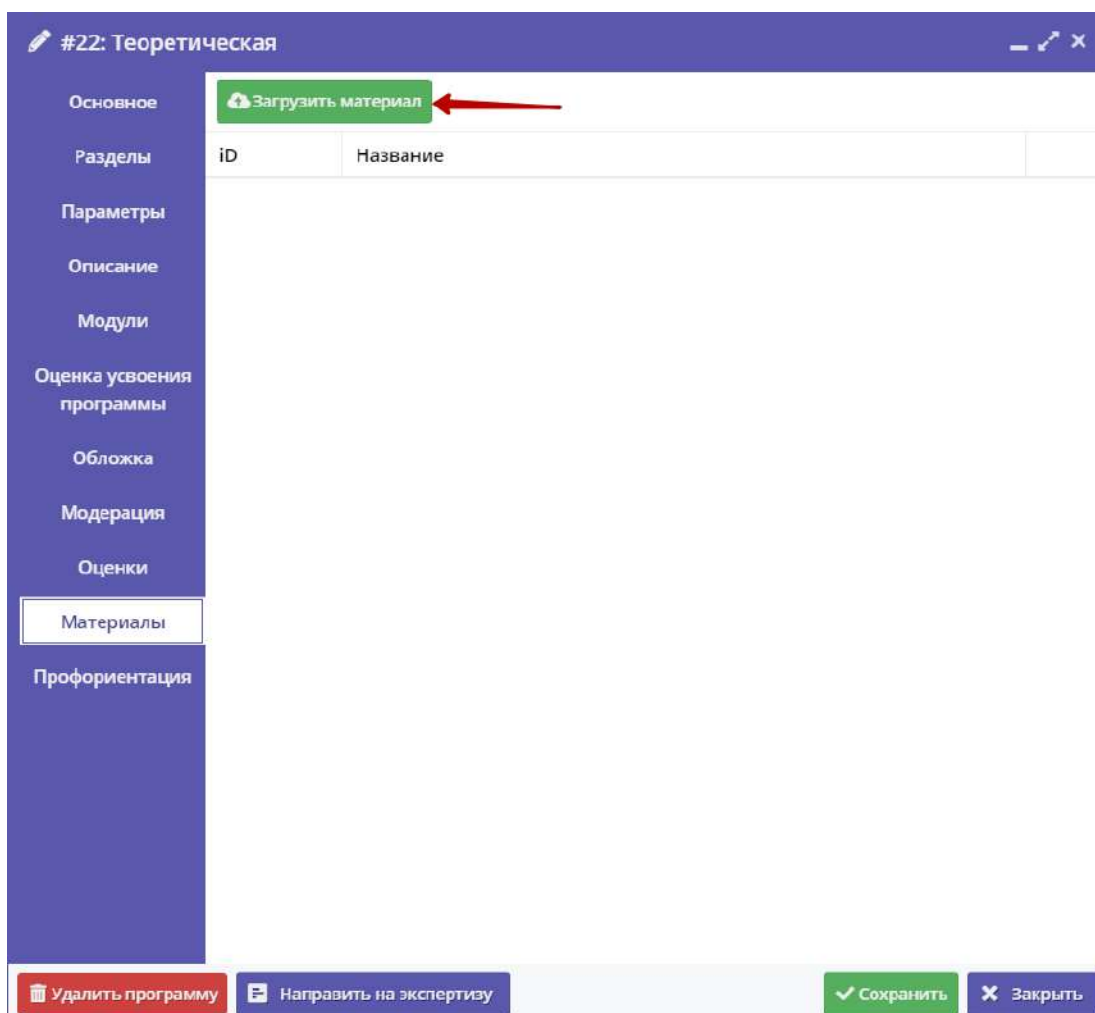 #22: Теоретическая
Основное
Разделы
Параметры
Описание
Модули
Оценка усвоения
программы
Обложка
Модерация
Оценки
Материалы
Профориентация
Загрузить материал
iD Название
Удалить программу Направить на экспертизу Сохранить Закрыть